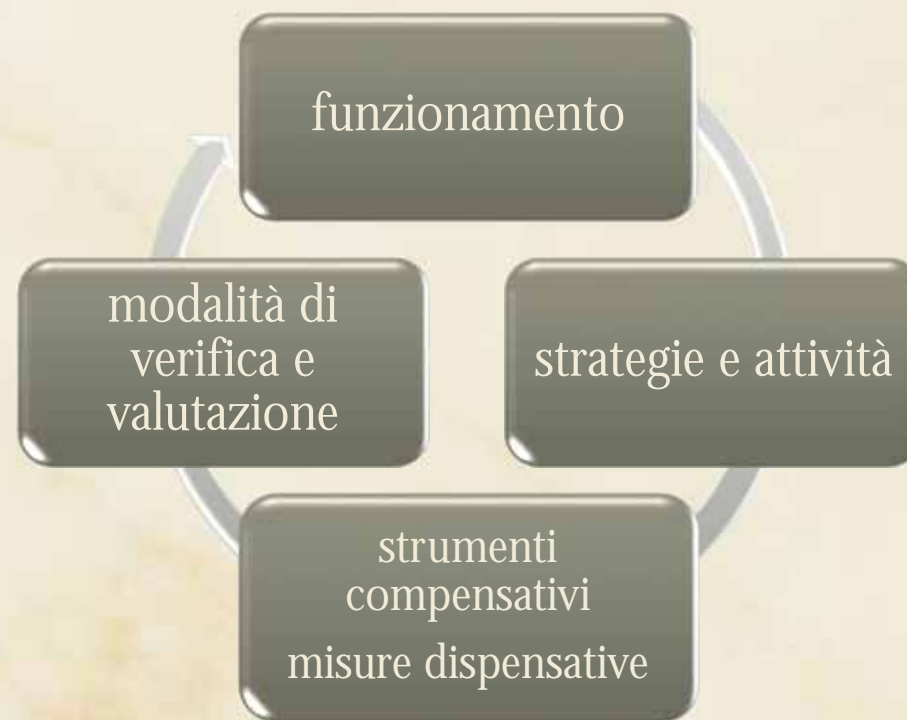 funzionamento
strategie e attività
strumenti
compensativi
misure dispensative
modalità di
verifica e
valutazione